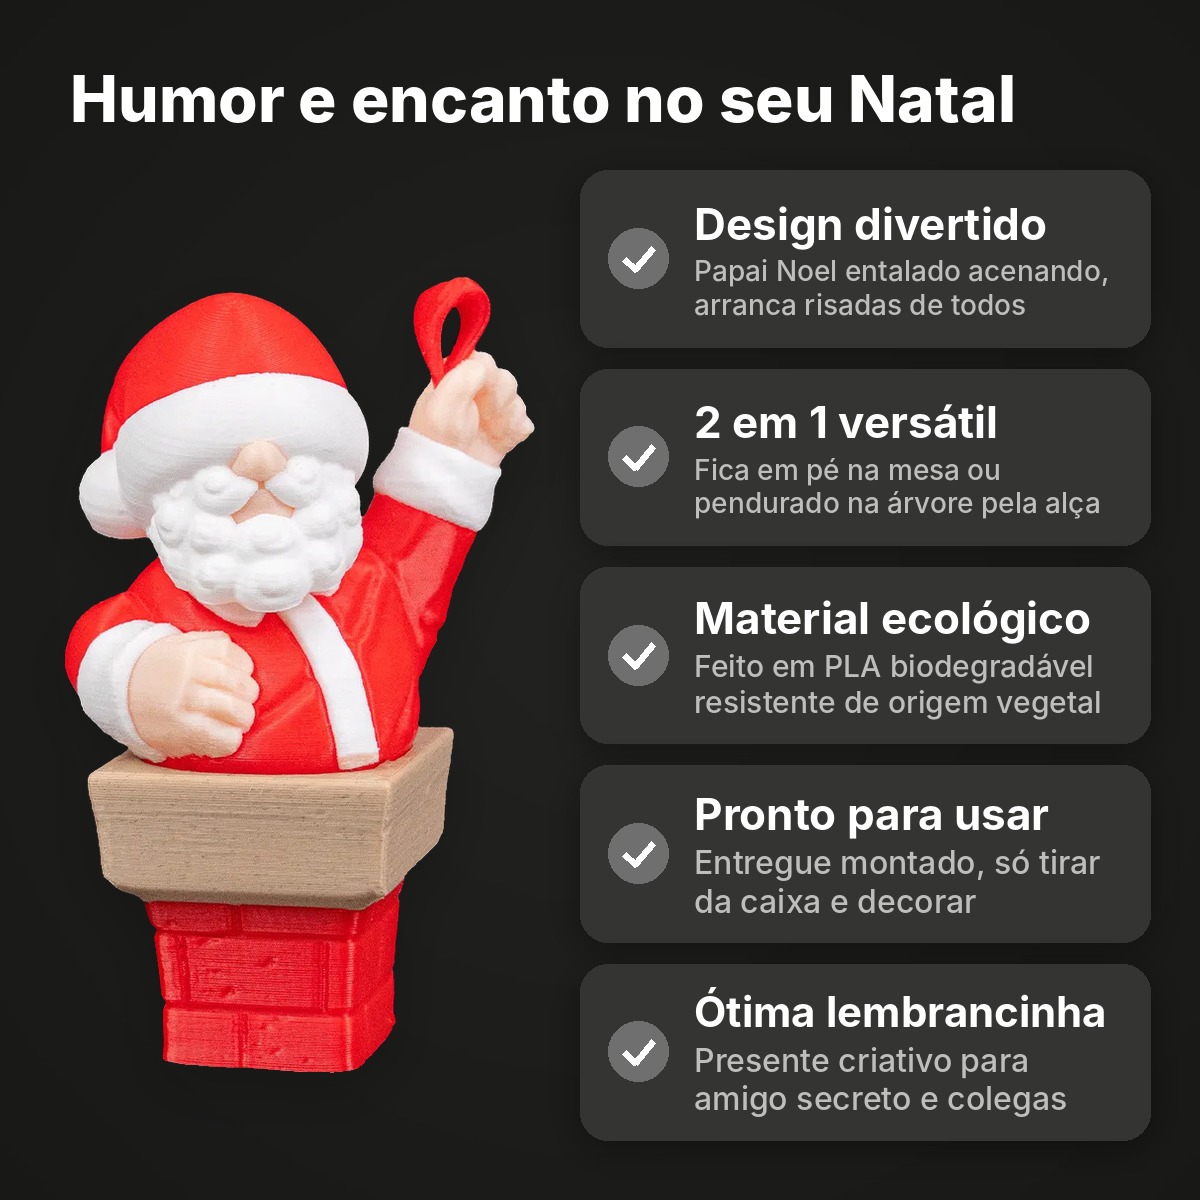 Humor e encanto no seu Natal
Design divertido
Papai Noel entalado acenando,
arranca risadas de todos
2 em 1 versátil
Fica em pé na mesa ou
pendurado na árvore pela alça
Material ecológico
Feito em PLA biodegradável
resistente de origem vegetal
Pronto para usar
Entregue montado, só tirar
da caixa e decorar
Ótima lembrancinha
Presente criativo para
amigo secreto e colegas